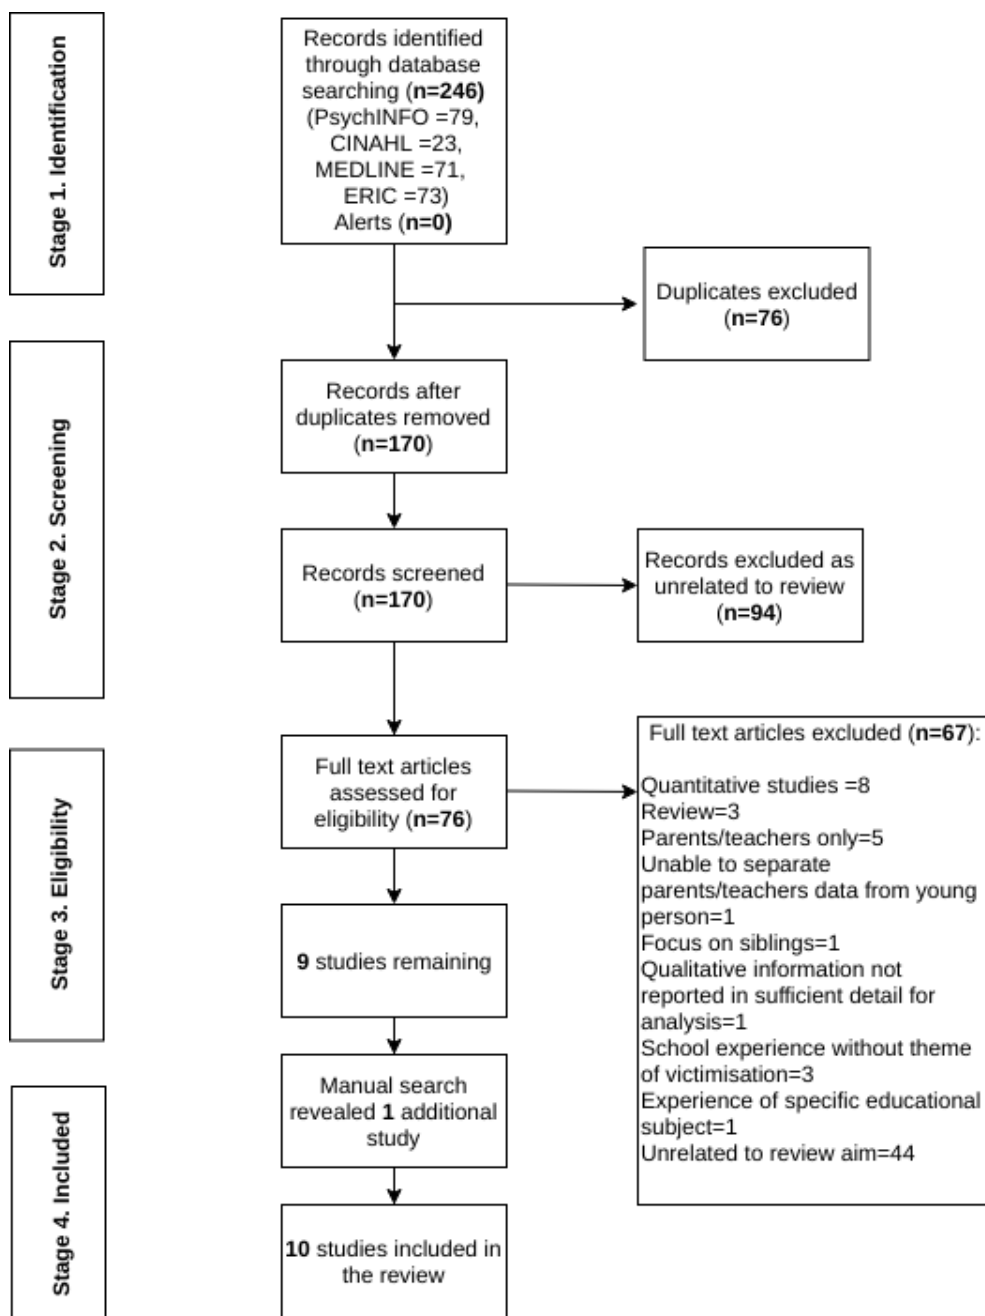 Stage 1. Identification
Records identified
through database
searching (n=246)
(PsychINFO =79,
CINAHL =23,
MEDLINE =71,
ERIC =73)
Alerts (n=0)
Duplicates excluded
(n=76)
Stage 2. Screening
Records after
duplicates removed
(n=170)
Records screened
(n=170)
Records excluded as
unrelated to review
(n=94)
Stage 3. Eligibility
Full text articles
assessed for
eligibility (n=76)
Full text articles excluded (n=67):
Quantitative studies =8
Review=3
Parents/teachers only=5
Unable to separate
parents/teachers data from young
person=1
Focus on siblings=1
Qualitative information not
reported in sufficient detail for
analysis=1
School experience without theme
of victimisation=3
Experience of specific educational
subject=1
Unrelated to review aim=44
9 studies remaining
Stage 4. Included
Manual search
revealed 1 additional
study
10 studies included in
the review